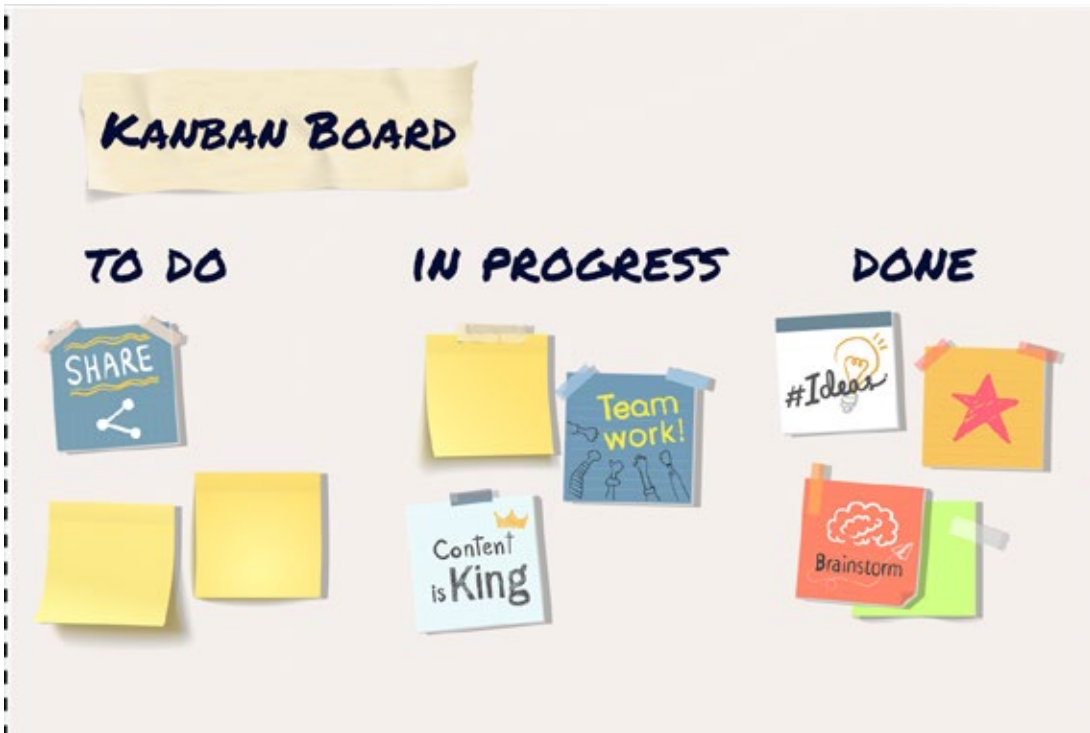 KANBAN BOARD
TO DO
SHARE
IN PROGRESS
Team
work!
Content
is King
DONE
#Ideas
Brainstorm